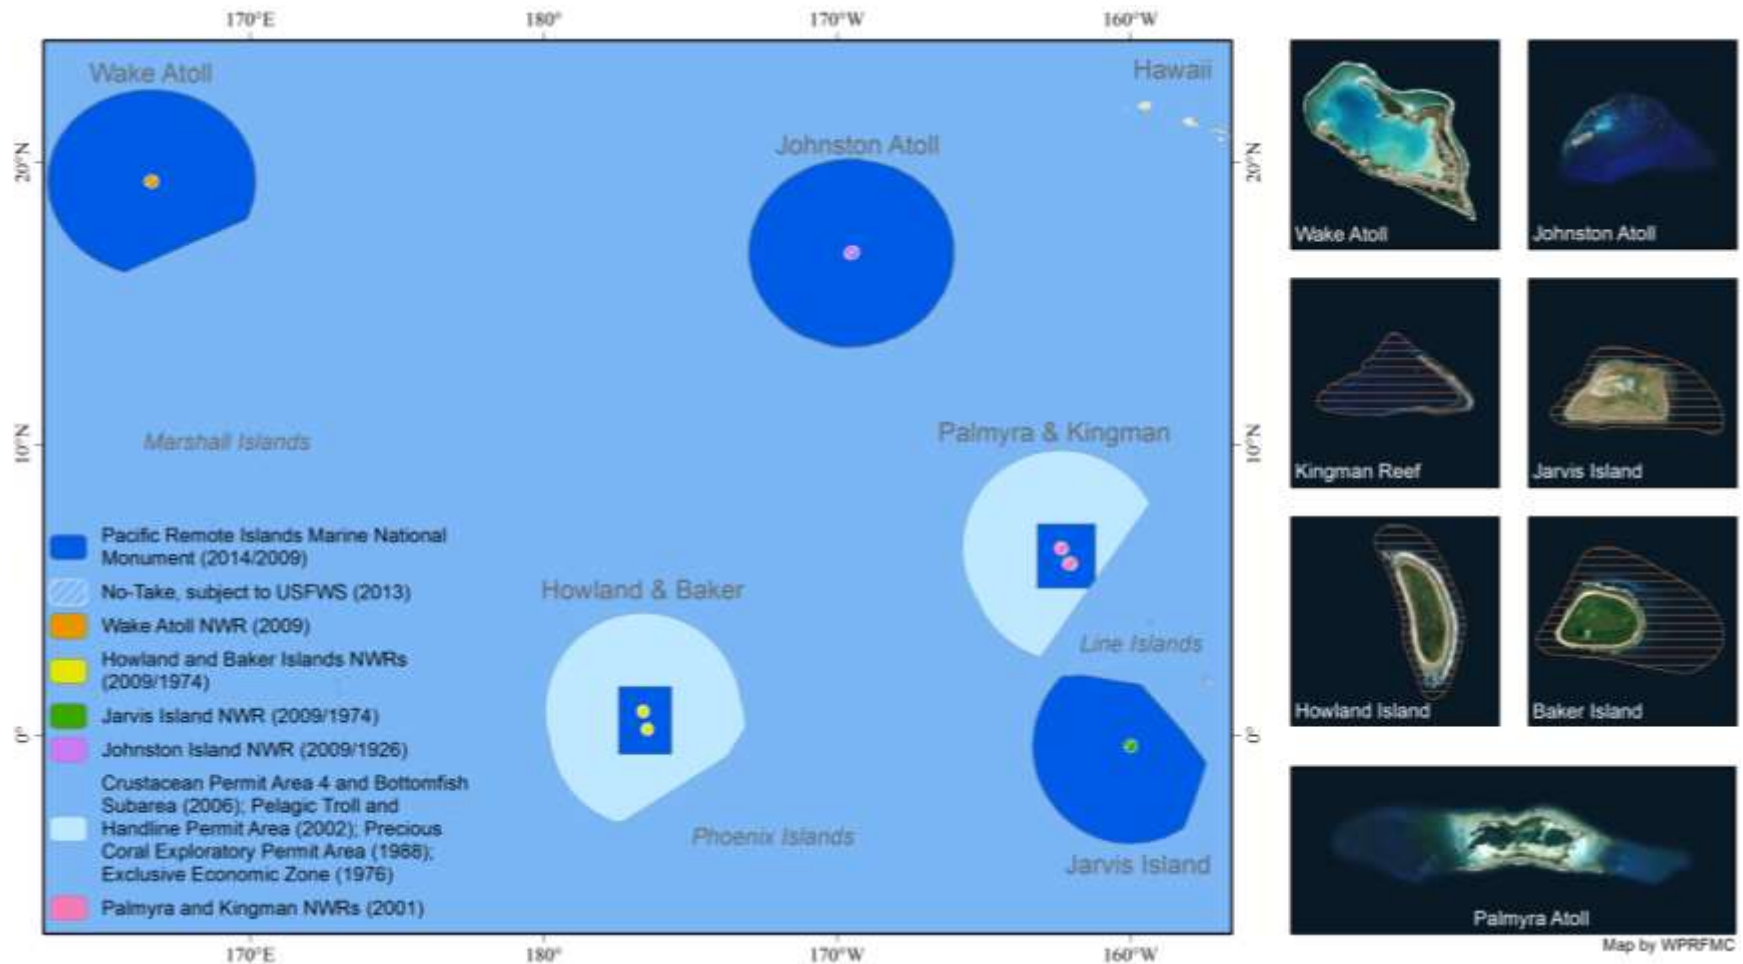 170°E
180°
170°W
160°W
Wake Atoll
Hawaii
Johnston Atoll
20°N
20°N
Marshall Islands
Palmyra & Kingman
10°N
10°N
Howland & Baker
Line Islands
0°
0°
Phoenix Islands
Jarvis Island
Pacific Remote Islands Marine National
Monument (2014/2009)
No-Take, subject to USFWS (2013)
Wake Atoll NWR (2009)
Howland and Baker Islands NWRs
(2009/1974)
Jarvis Island NWR (2009/1974)
Johnston Island NWR (2009/1926)
Crustacean Permit Area 4 and Bottomfish
Subarea (2006); Pelagic Troll and
Handline Permit Area (2002); Precious
Coral Exploratory Permit Area (1988);
Exclusive Economic Zone (1976)
Palmyra and Kingman NWRs (2001)
170°E
180°
170°W
160°W
Wake Atoll
Johnston Atoll
Kingman Reef
Jarvis Island
Howland Island
Baker Island
Palmyra Atoll
Map by WPRFMC